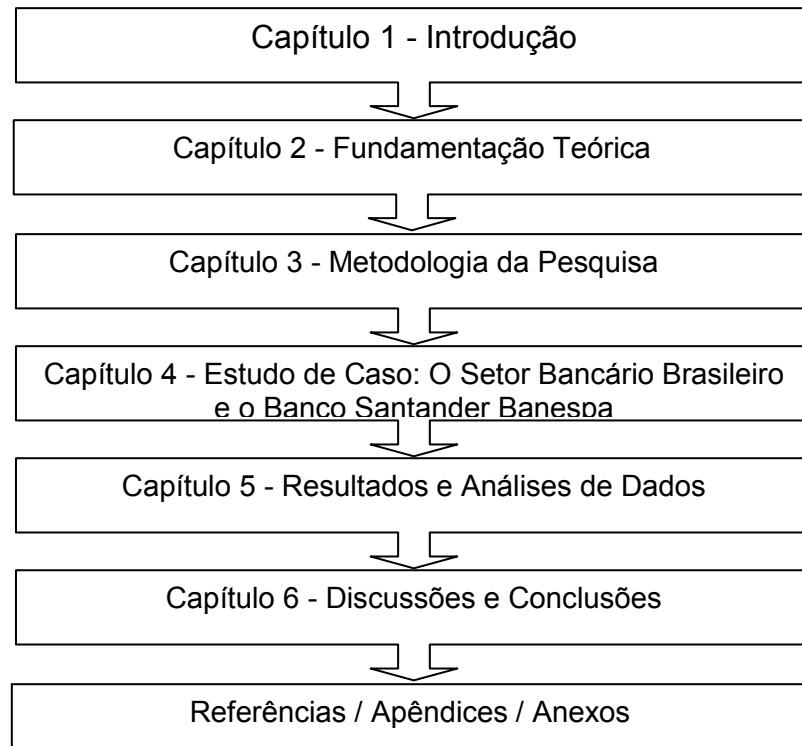 Capítulo 1 - Introdução
Capítulo 2 - Fundamentação Teórica
Capítulo 3 - Metodologia da Pesquisa
Capítulo 4 - Estudo de Caso: O Setor Bancário Brasileiro
e o Banco Santander Banespa
Capítulo 5 - Resultados e Análises de Dados
Capítulo 6 - Discussões e Conclusões
Referências / Apêndices / Anexos